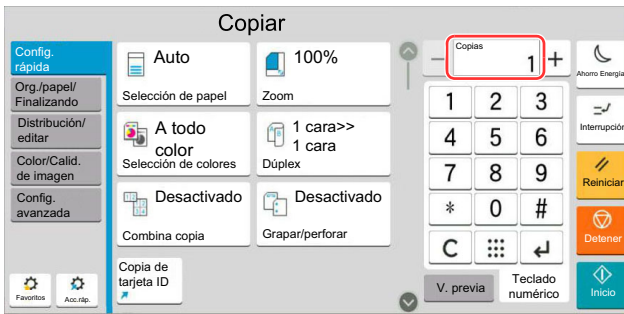 Copiar
Config.
rápida
Org./papel/
Finalizando
Distribución/
editar
Color/Calid.
de imagen
Config.
avanzada
Favoritos
Acc.ráp.
Auto
Selección de papel
100%
Zoom
A todo
color
Selección de colores
1 cara>>
1 cara
Dúplex
Desactivado
Combina copia
Desactivado
Grapar/perforar
Copia de
tarjeta ID
Copias
− 1 +
1 2 3
4 5 6
7 8 9
* 0 #
C
V. previa
Teclado
numérico
Ahorro Energía
Interrupción
Reiniciar
Detener
Inicio